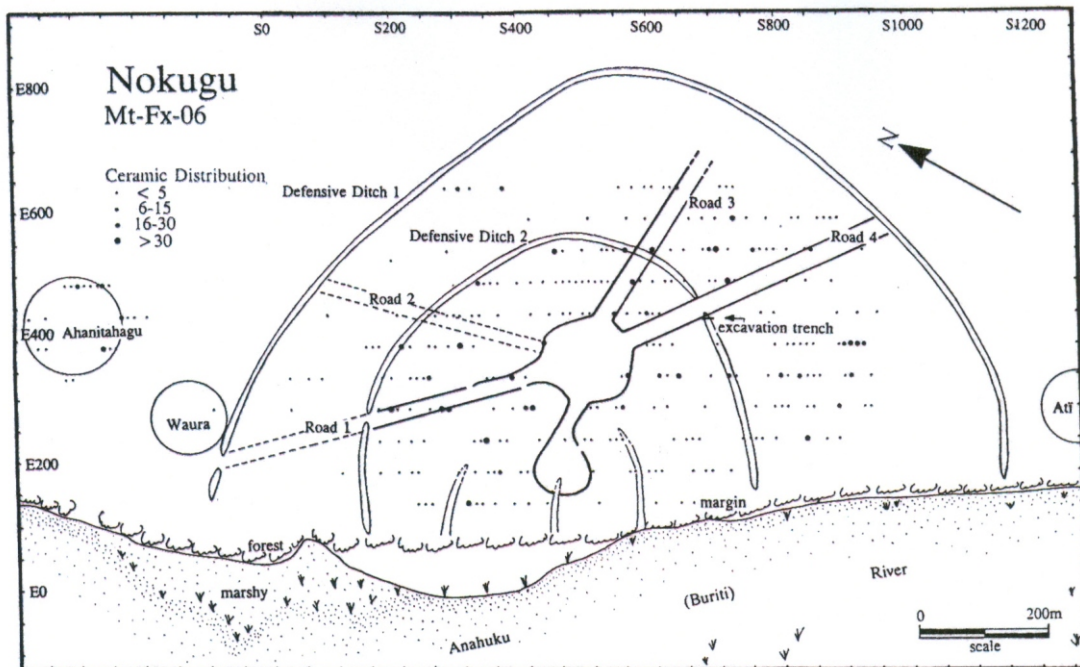 S0 S200 S400 S600 S800 S1000 S1200
E800
Nokugu
Mt-Fx-06
Ceramic Distribution
< 5
6-15
16-30
> 30
Defensive Ditch 1
N
E600
Road 3
Defensive Ditch 2
Road 4
Road 2
Ahanitahagu
E400
excavation trench
Waura
Road 1
Atï
E200
margin
forest
River
marshy
(Buriti)
E0
Anahuku
0 200m
scale